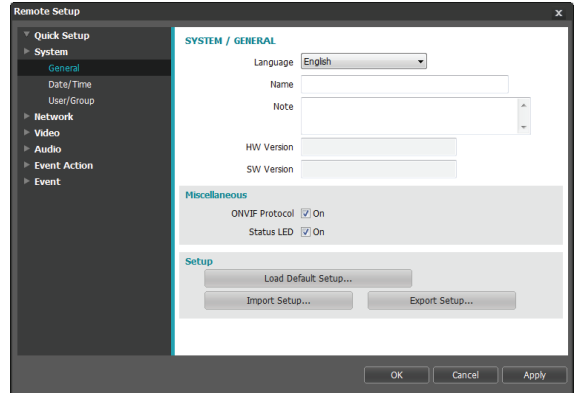 Remote Setup x
Quick Setup
System
General
Date/Time
User/Group
Network
Video
Audio
Event Action
Event
SYSTEM / GENERAL
Language English
Name
Note
HW Version
SW Version
Miscellaneous
ONVIF Protocol On
Status LED On
Setup
Load Default Setup...
Import Setup... Export Setup...
OK Cancel Apply